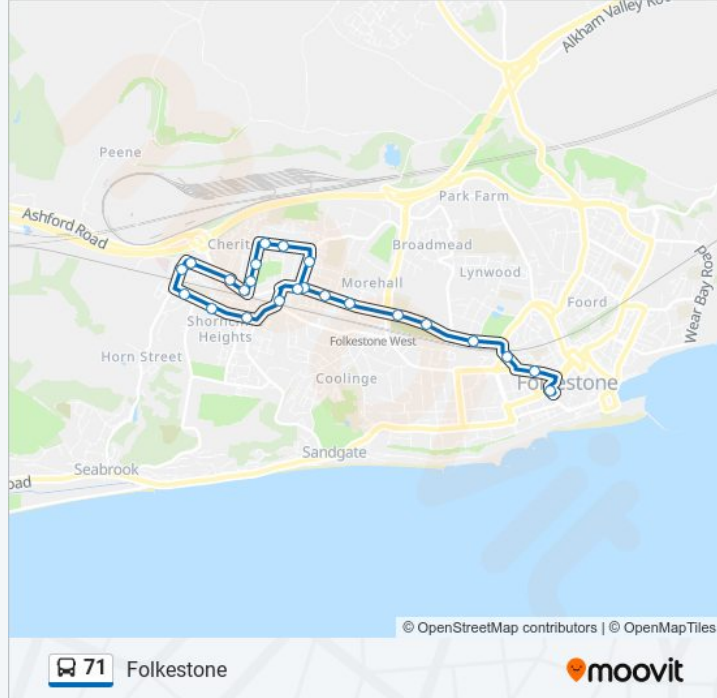 Alkham Valley Roa
Peene
Park Farm
Ashford Road
Cherit
Broadmead
Wear Bay Road
Lynwood
Morehall
Foord
Shorncl
Heights
Folkestone West
Horn Street
Coolinge
Folkestone
Sandgate
Seabrook
oad
© OpenStreetMap contributors | © OpenMapTiles
71 Folkestone
moovit